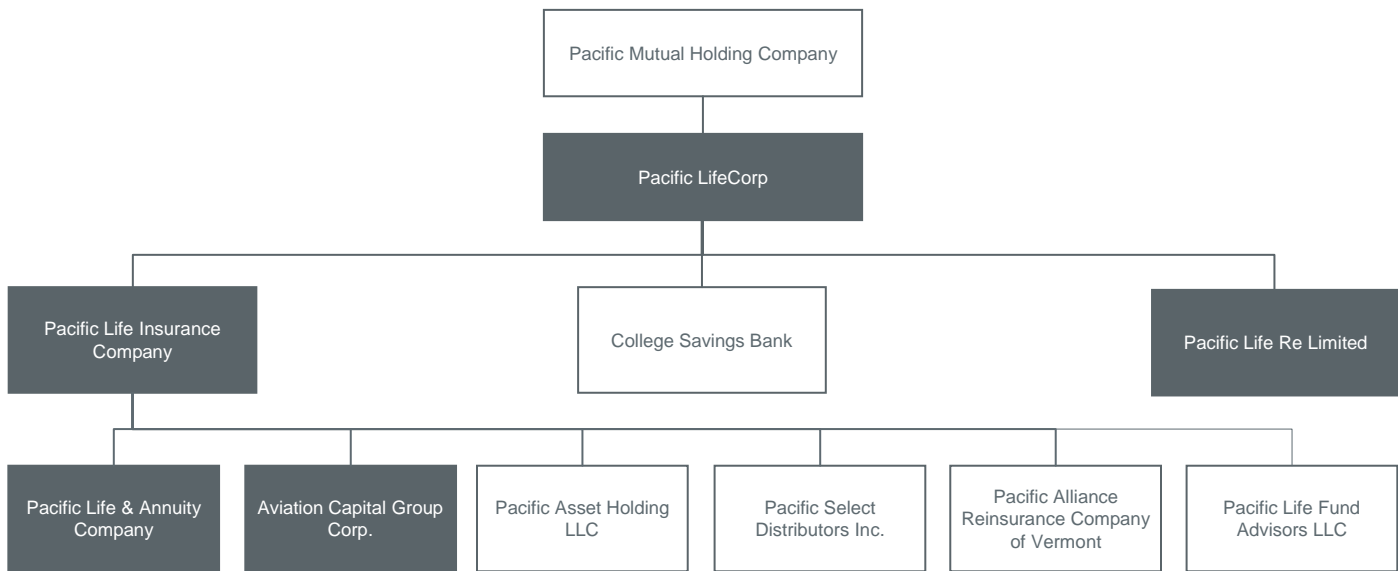 Pacific Mutual Holding Company
Pacific LifeCorp
Pacific Life Insurance
Company
College Savings Bank
Pacific Life Re Limited
Pacific Life & Annuity
Company
Aviation Capital Group
Corp.
Pacific Asset Holding
LLC
Pacific Select
Distributors Inc.
Pacific Alliance
Reinsurance Company
of Vermont
Pacific Life Fund
Advisors LLC